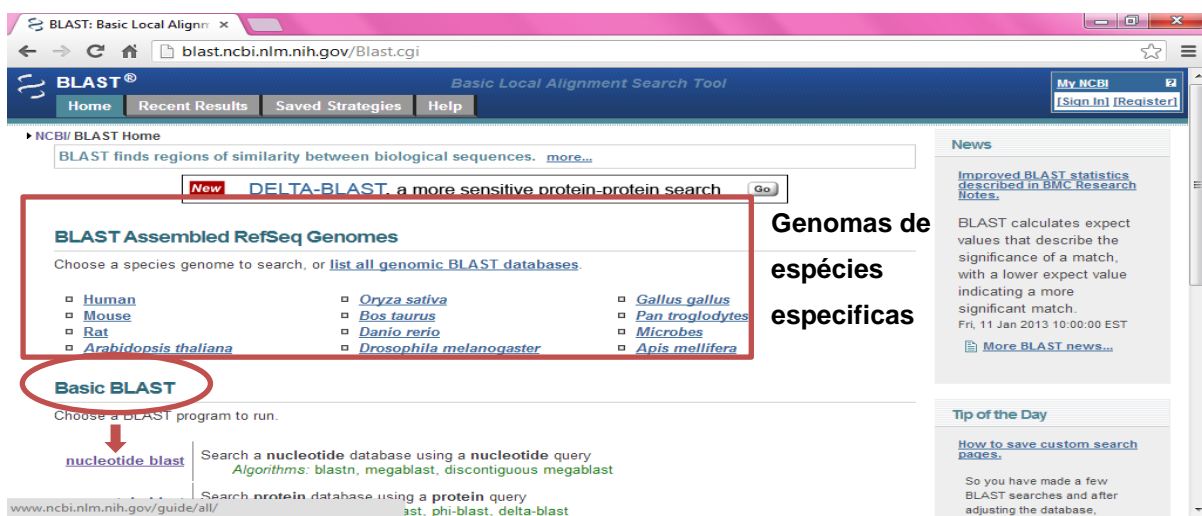 BLAST: Basic Local Alignm
blast.ncbi.nlm.nih.gov/Blast.cgi
BLAST®
Basic Local Alignment Search Tool
My NCBI
[Sign In] [Register]
Home Recent Results Saved Strategies Help
NCBI/ BLAST Home
BLAST finds regions of similarity between biological sequences. more...
New DELTA-BLAST, a more sensitive protein-protein search Go
BLAST Assembled RefSeq Genomes
Choose a species genome to search, or list all genomic BLAST databases.
Human
Mouse
Rat
Arabidopsis thaliana
Oryza sativa
Bos taurus
Danio rerio
Drosophila melanogaster
Gallus gallus
Pan troglodytes
Microbes
Apis mellifera
Genomas de
espécies
especificas
Basic BLAST
Choose a BLAST program to run.
nucleotide blast
Search a nucleotide database using a nucleotide query
Algorithms: blastn, megablast, discontiguous megablast
Search protein database using a protein query
ast, phi-blast, delta-blast
www.ncbi.nlm.nih.gov/guide/all/
News
Improved BLAST statistics
described in BMC Research
Notes.
BLAST calculates expect
values that describe the
significance of a match,
with a lower expect value
indicating a more
significant match.
Fri, 11 Jan 2013 10:00:00 EST
More BLAST news...
Tip of the Day
How to save custom search
pages.
So you have made a few
BLAST searches and after
adjusting the database,